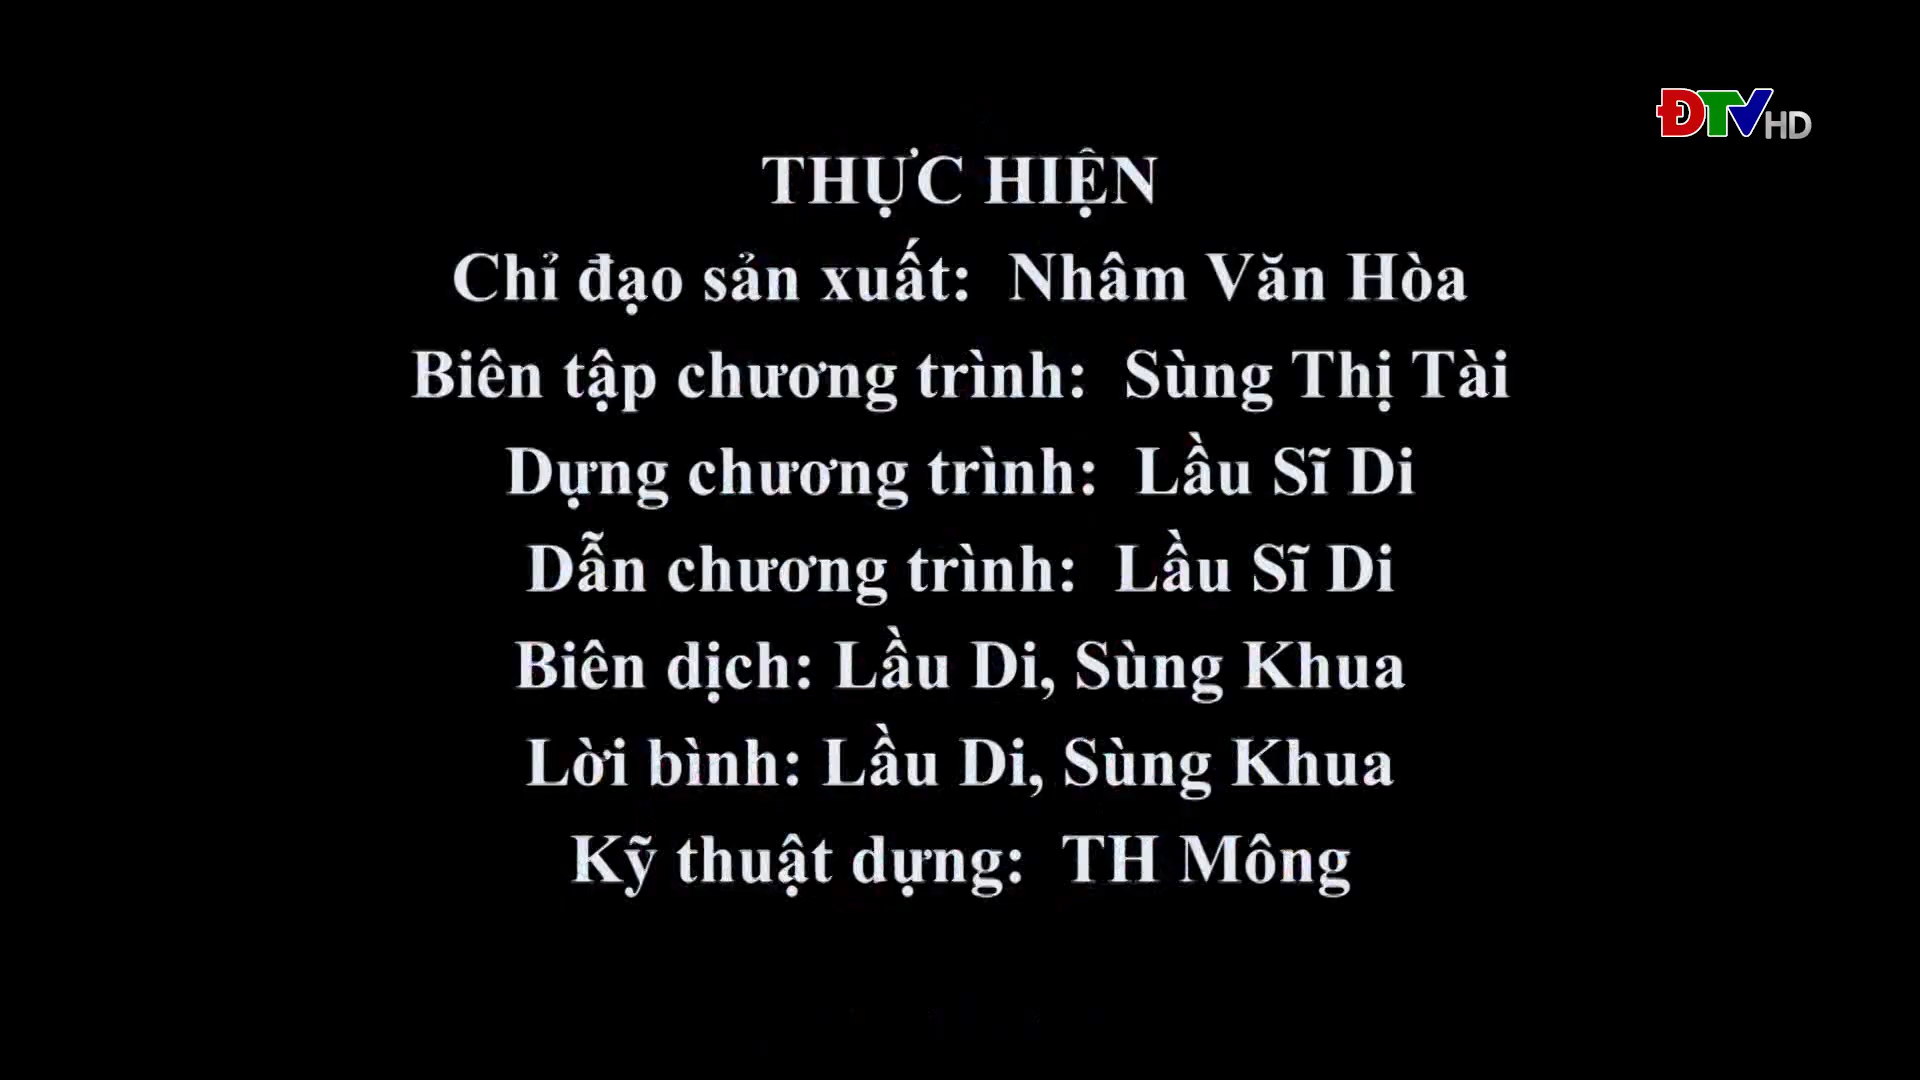 ĐTV HD
THỰC HIỆN
Chỉ đạo sản xuất: Nhâm Văn Hòa
Biên tập chương trình: Sùng Thị Tài
Dựng chương trình: Lầu Sĩ Di
Dẫn chương trình: Lầu Sĩ Di
Biên dịch: Lầu Di, Sùng Khua
Lời bình: Lầu Di, Sùng Khua
Kỹ thuật dựng: TH Mông